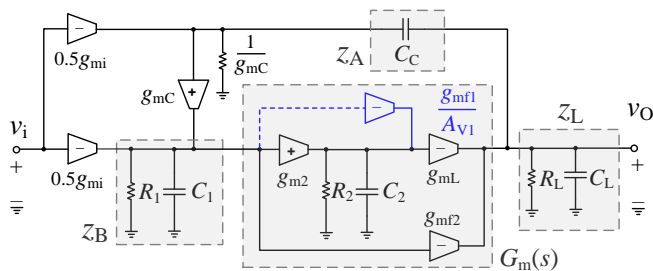 0.5g_mi
1/g_mC
z_A
C_C
g_mC
g_mf1/A_V1
z_L
v_i
v_O
+
−
+
+
−
0.5g_mi
R_1
C_1
g_m2
R_2
C_2
g_mL
R_L
C_L
+
−
+
−
z_B
g_mf2
−
G_m(s)